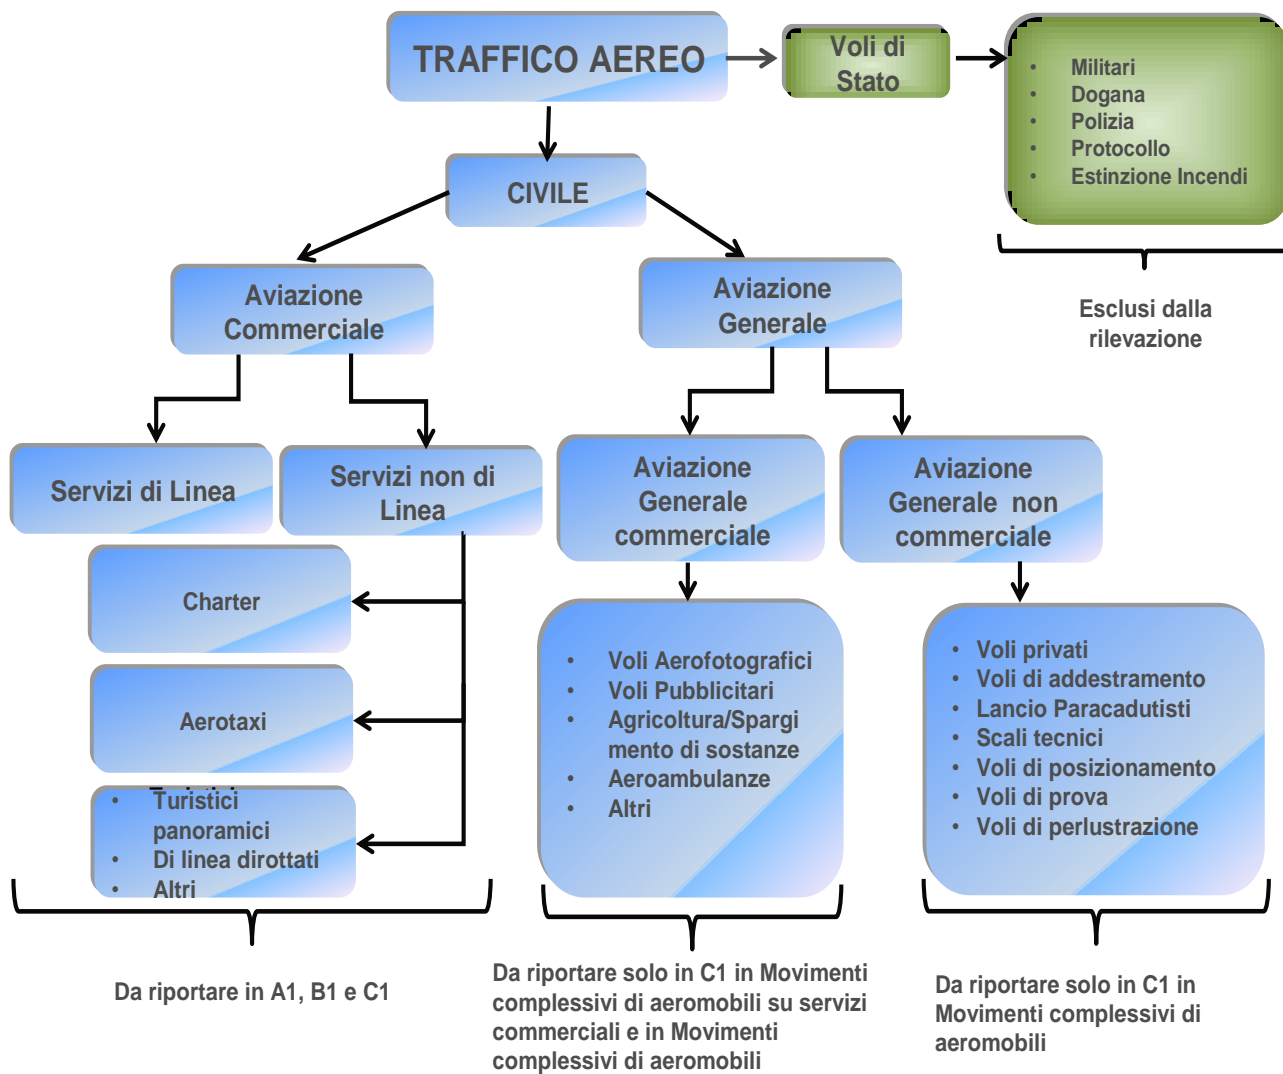 TRAFFICO AEREO
Voli di
Stato
• Militari
• Dogana
• Polizia
• Protocollo
• Estinzione Incendi
CIVILE
Esclusi dalla
rilevazione
Aviazione
Commerciale
Aviazione
Generale
Servizi di Linea
Servizi non di
Linea
Aviazione
Generale
commerciale
Aviazione
Generale non
commerciale
Charter
Aerotaxi
• Turistici
panoramici
• Di linea dirottati
• Altri
• Voli Aerofotografici
• Voli Pubblicitari
• Agricoltura/Spargi
mento di sostanze
• Aeroambulanze
• Altri
• Voli privati
• Voli di addestramento
• Lancio Paracadutisti
• Scali tecnici
• Voli di posizionamento
• Voli di prova
• Voli di perlustrazione
Da riportare in A1, B1 e C1
Da riportare solo in C1 in Movimenti
complessivi di aeromobili su servizi
commerciali e in Movimenti
complessivi di aeromobili
Da riportare solo in C1 in
Movimenti complessivi di
aeromobili